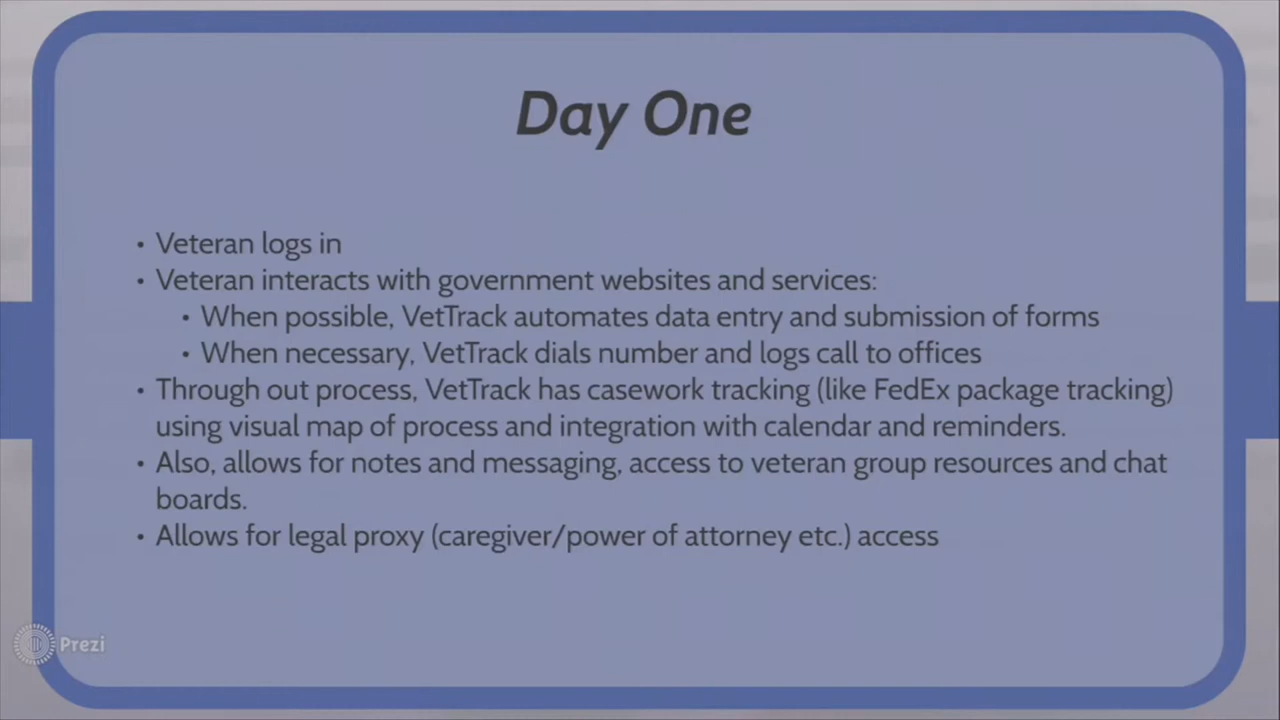 Day One
• Veteran logs in
• Veteran interacts with government websites and services:
• When possible, VetTrack automates data entry and submission of forms
• When necessary, VetTrack dials number and logs call to offices
• Through out process, VetTrack has casework tracking (like FedEx package tracking)
using visual map of process and integration with calendar and reminders.
• Also, allows for notes and messaging, access to veteran group resources and chat
boards.
• Allows for legal proxy (caregiver/power of attorney etc.) access
Prezi